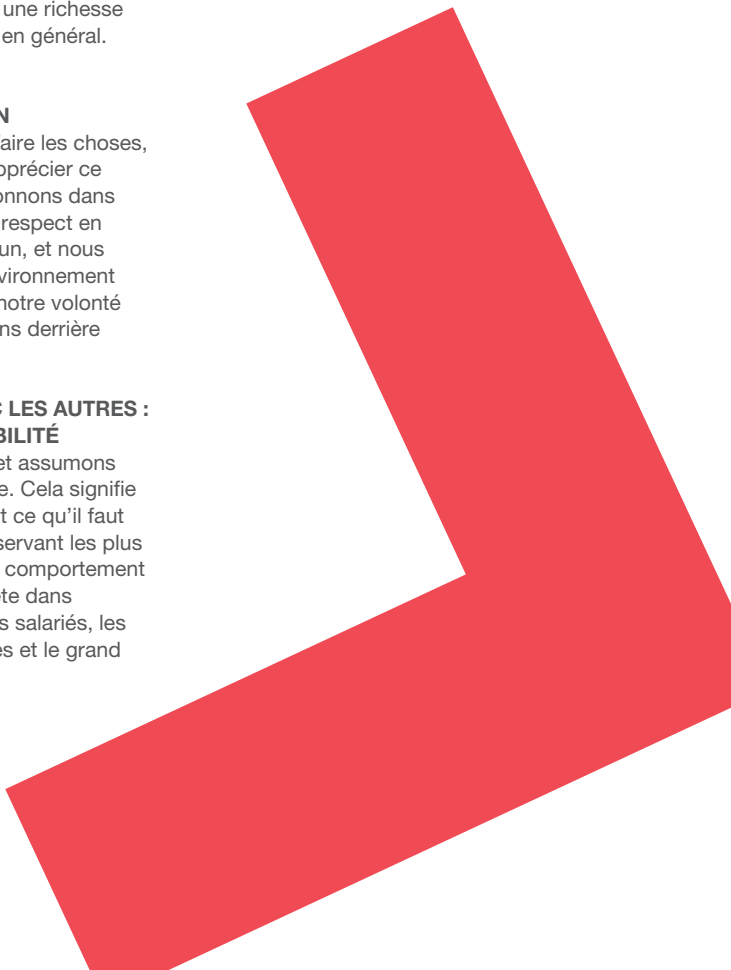 une richesse
en général.
N
aire les choses,
pprécier ce
onnons dans
respect en
un, et nous
vironnement
notre volonté
ns derrière
C LES AUTRES :
BILITÉ
et assumons
e. Cela signifie
t ce qu’il faut
servant les plus
comportement
ète dans
s salariés, les
es et le grand